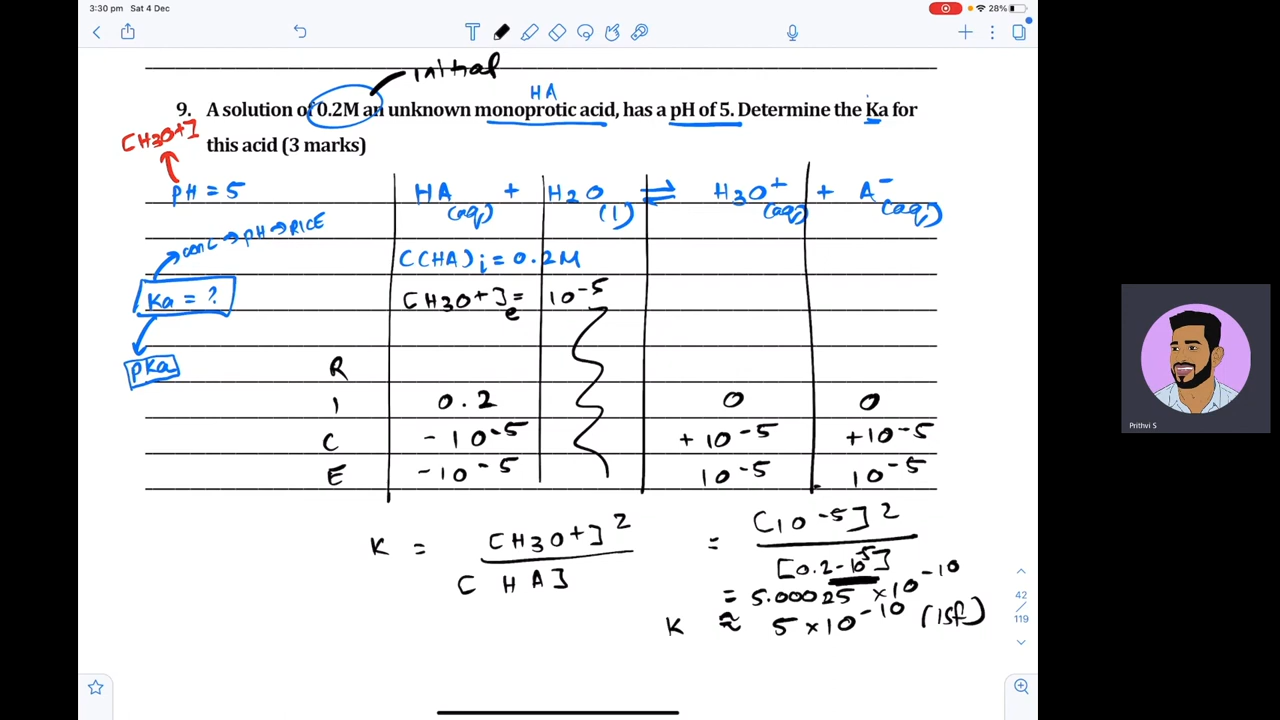 3:30 pm Sat 4 Dec
28%
initial
HA
9. A solution of 0.2M an unknown monoprotic acid, has a pH of 5. Determine the Ka for
this acid (3 marks)
[H3O+]
pH = 5
HA(aq) + H2O(l) ⇌ H3O+(aq) + A-(aq)
conc → pH → RICE
C(HA)i = 0.2M
Ka = ?
[H3O+]e = 10-5
pKa
R
I 0.2 0 0
C -10-5 +10-5 +10-5
E -10-5 10-5 10-5
K = [H3O+]2 / [HA] = [10-5]2 / [0.2-10-5]
= 5.00025 ×10-10
K ≈ 5×10-10 (1sf)
42
/
119
Prithvi S